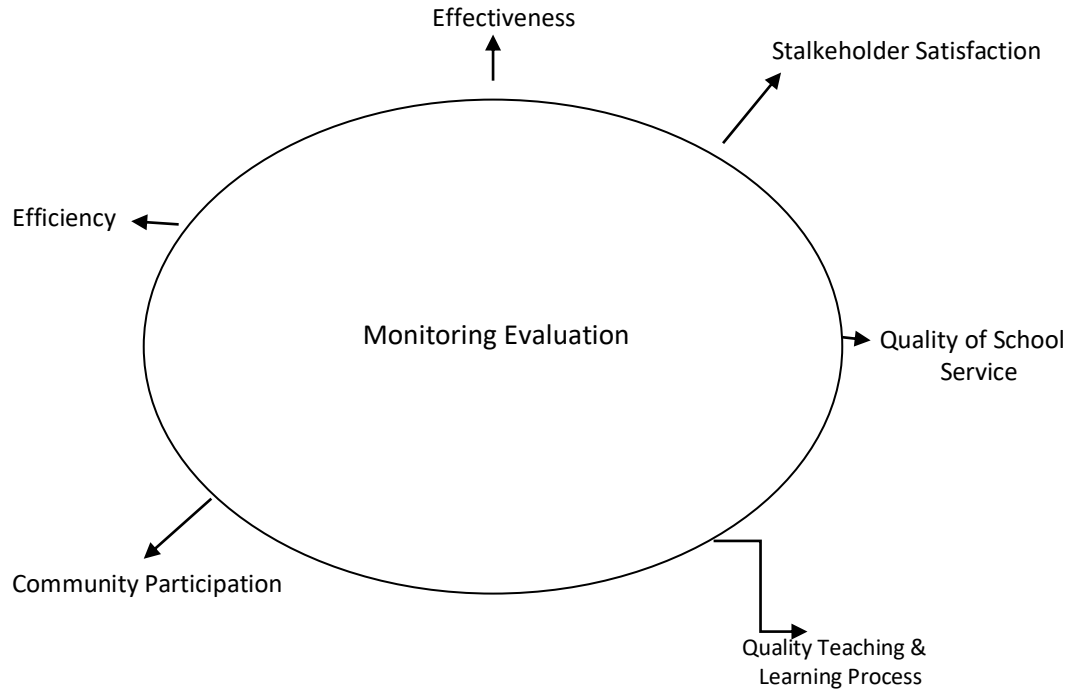 Effectiveness
Stalkeholder Satisfaction
Efficiency
Monitoring Evaluation
Quality of School
Service
Community Participation
Quality Teaching &
Learning Process